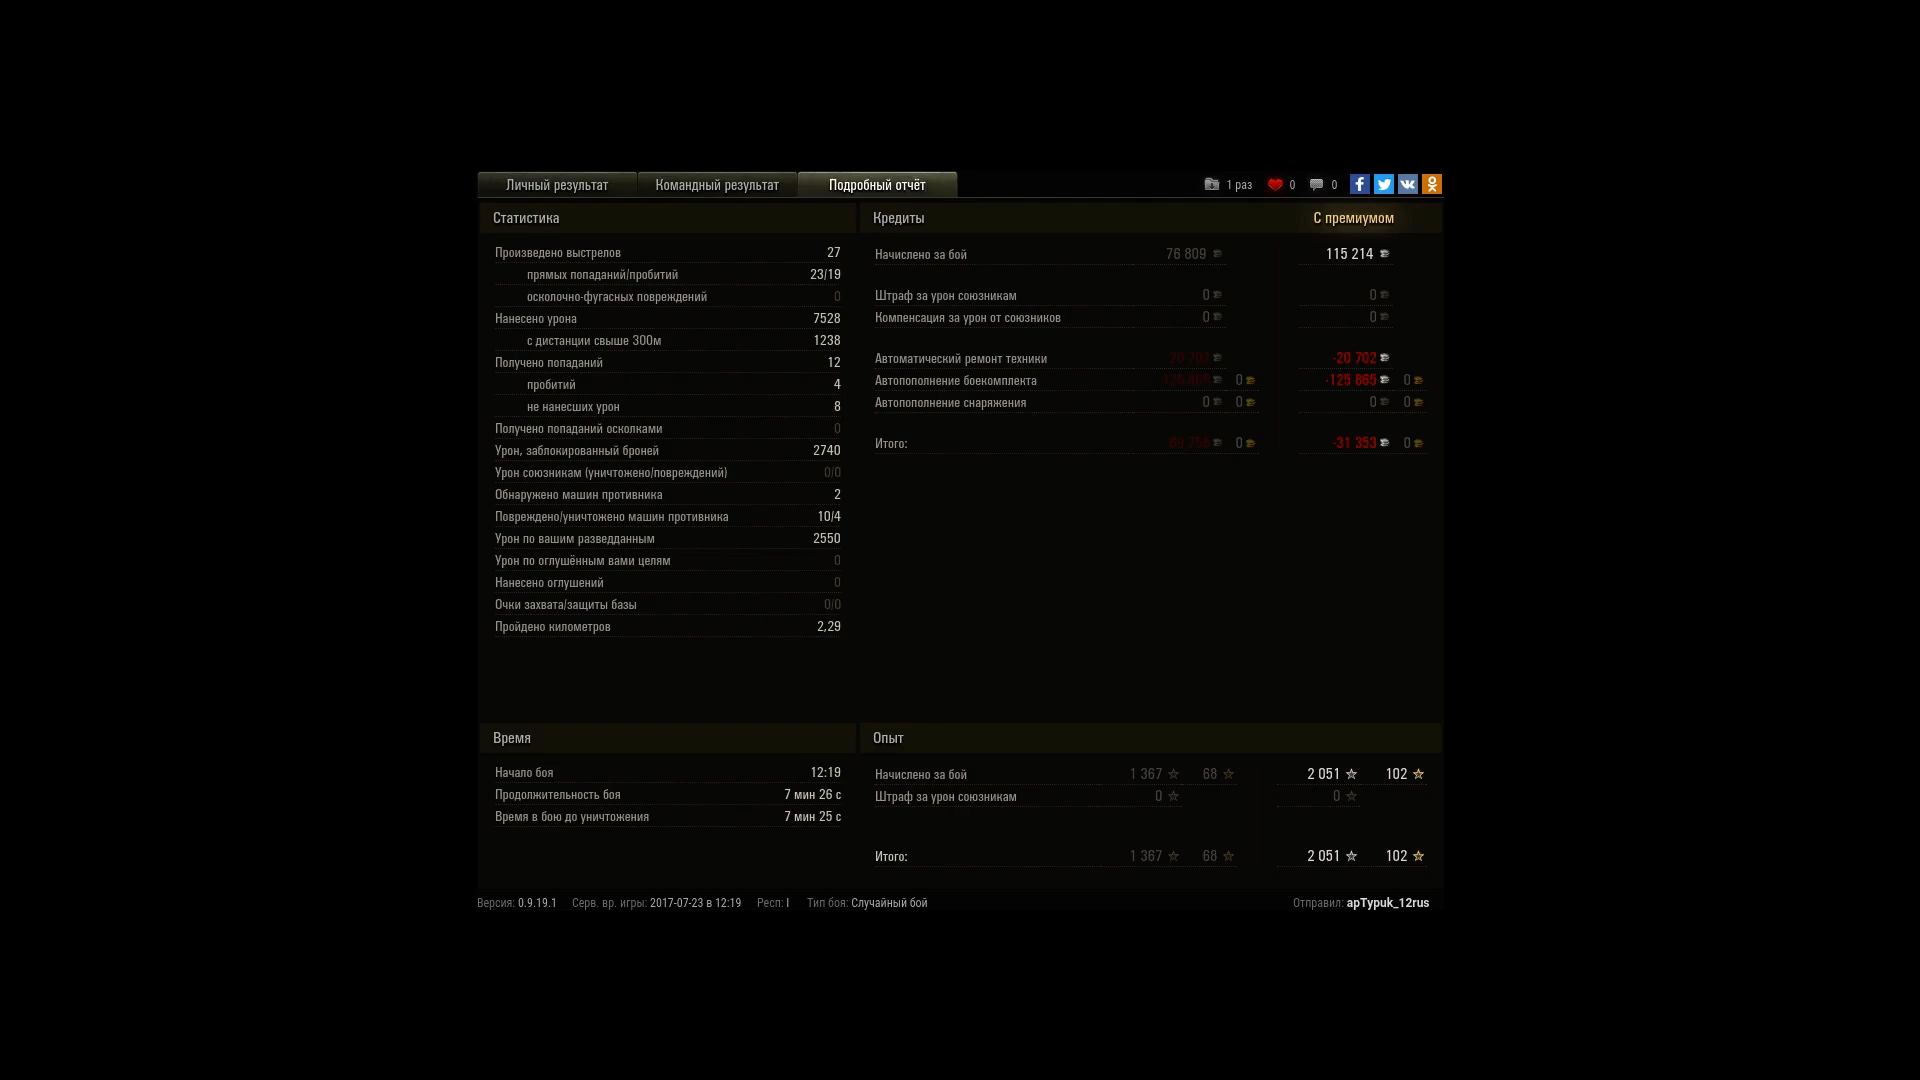 Личный результат Командный результат Подробный отчёт 1 раз 0 0
Статистика
Произведено выстрелов 27
прямых попаданий/пробитий 23/19
осколочно-фугасных повреждений 0
Нанесено урона 7528
с дистанции свыше 300м 1238
Получено попаданий 12
пробитий 4
не нанесших урон 8
Получено попаданий осколками 0
Урон, заблокированный броней 2740
Урон союзникам (уничтожено/повреждений) 0/0
Обнаружено машин противника 2
Повреждено/уничтожено машин противника 10/4
Урон по вашим разведданным 2550
Урон по оглушённым вами целям 0
Нанесено оглушений 0
Очки захвата/защиты базы 0/0
Пройдено километров 2,29
Кредиты С премиумом
Начислено за бой 76 809 115 214
Штраф за урон союзникам 0 0
Компенсация за урон от союзников 0 0
Автоматический ремонт техники -20 702 -20 702
Автопополнение боекомплекта -125 865 0 -125 865 0
Автопополнение снаряжения 0 0 0 0
Итого: -69 758 0 -31 353 0
Время
Начало боя 12:19
Продолжительность боя 7 мин 26 с
Время в бою до уничтожения 7 мин 25 с
Опыт
Начислено за бой 1 367 68 2 051 102
Штраф за урон союзникам 0 0
Итого: 1 367 68 2 051 102
Версия: 0.9.19.1 Серв. вр. игры: 2017-07-23 в 12:19 Респ: I Тип боя: Случайный бой Отправил: apTypuk_12rus